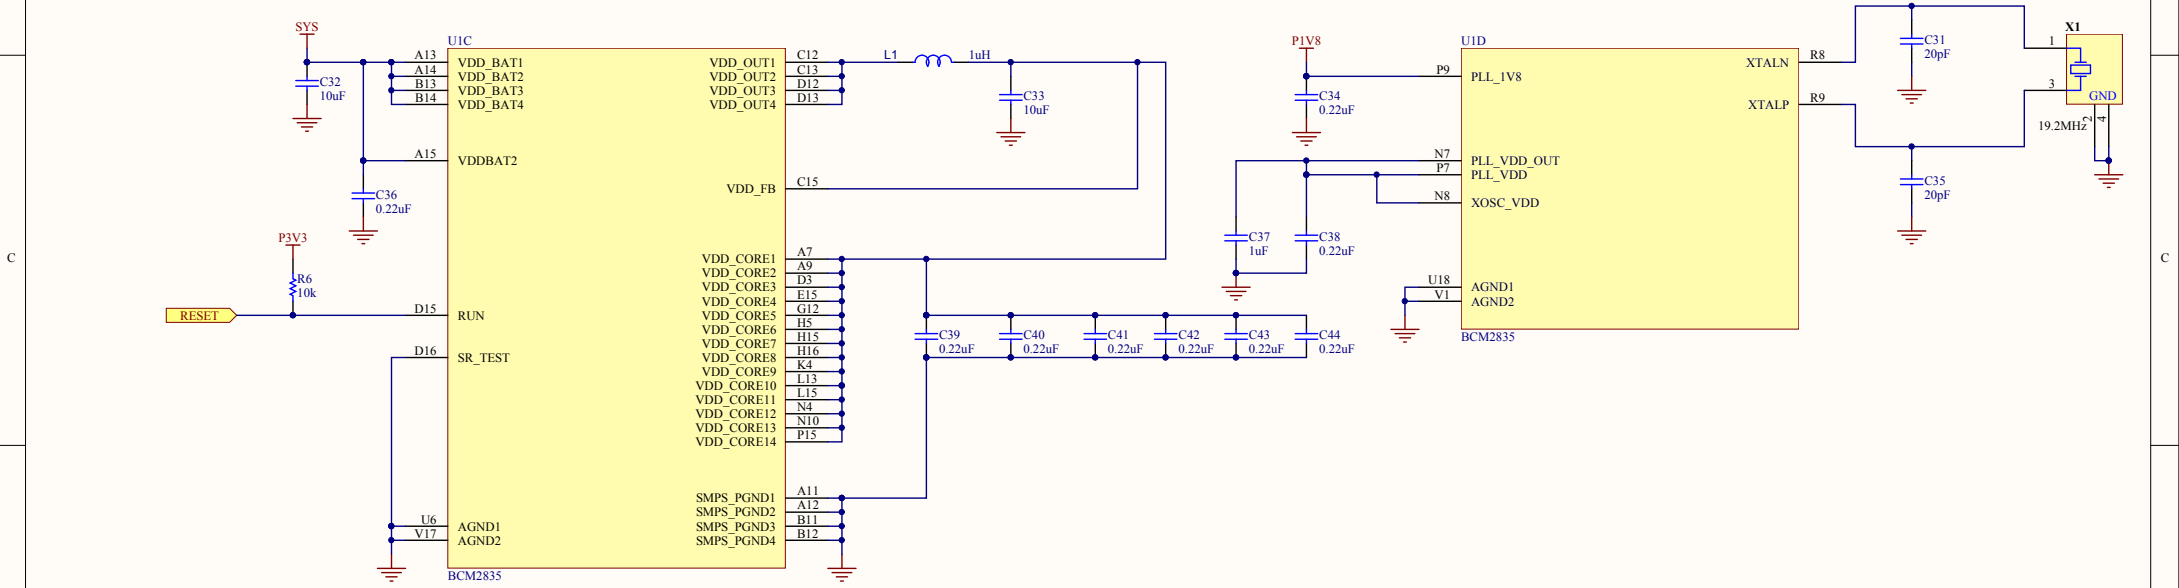 SYS
C32
10uF
C36
0.22uF
P3V3
R6
10k
RESET
C
U1C
A13 VDD_BAT1
A14 VDD_BAT2
B13 VDD_BAT3
B14 VDD_BAT4
A15 VDDBAT2
D15 RUN
D16 SR_TEST
U6 AGND1
V17 AGND2
VDD_OUT1 C12
VDD_OUT2 C13
VDD_OUT3 D12
VDD_OUT4 D13
VDD_FB C15
VDD_CORE1 A7
VDD_CORE2 A9
VDD_CORE3 D3
VDD_CORE4 E15
VDD_CORE5 G12
VDD_CORE6 H5
VDD_CORE7 H15
VDD_CORE8 H16
VDD_CORE9 K4
VDD_CORE10 L13
VDD_CORE11 L15
VDD_CORE12 N4
VDD_CORE13 N10
VDD_CORE14 P15
SMPS_PGND1 A11
SMPS_PGND2 A12
SMPS_PGND3 B11
SMPS_PGND4 B12
BCM2835
L1 1uH
C33
10uF
C39
0.22uF
C40
0.22uF
C41
0.22uF
C42
0.22uF
C43
0.22uF
C44
0.22uF
P1V8
C34
0.22uF
C37
1uF
C38
0.22uF
U1D
P9 PLL_1V8
N7 PLL_VDD_OUT
P7 PLL_VDD
N8 XOSC_VDD
U18 AGND1
V1 AGND2
XTALN R8
XTALP R9
BCM2835
C31
20pF
C35
20pF
X1
1
3
GND
19.2MHz
2
4
C